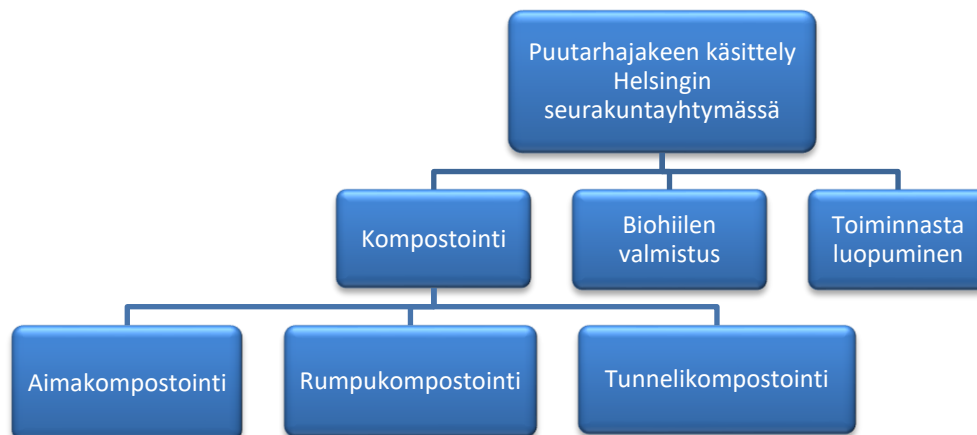 Puutarhajakeen käsittely
Helsingin
seurakuntayhtymässä
Kompostointi
Biohiilen
valmistus
Toiminnasta
luopuminen
Aimakompostointi
Rumpukompostointi
Tunnelikompostointi